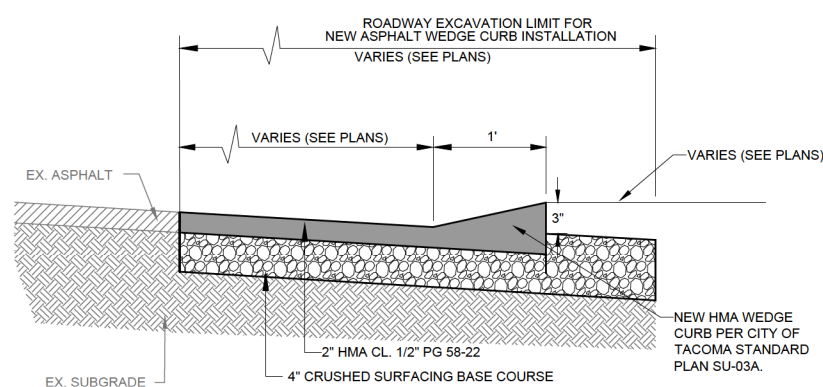 ROADWAY EXCAVATION LIMIT FOR
NEW ASPHALT WEDGE CURB INSTALLATION
VARIES (SEE PLANS)
VARIES (SEE PLANS)
1'
VARIES (SEE PLANS)
EX. ASPHALT
3"
NEW HMA WEDGE
CURB PER CITY OF
TACOMA STANDARD
PLAN SU-03A.
2" HMA CL. 1/2" PG 58-22
4" CRUSHED SURFACING BASE COURSE
EX. SUBGRADE